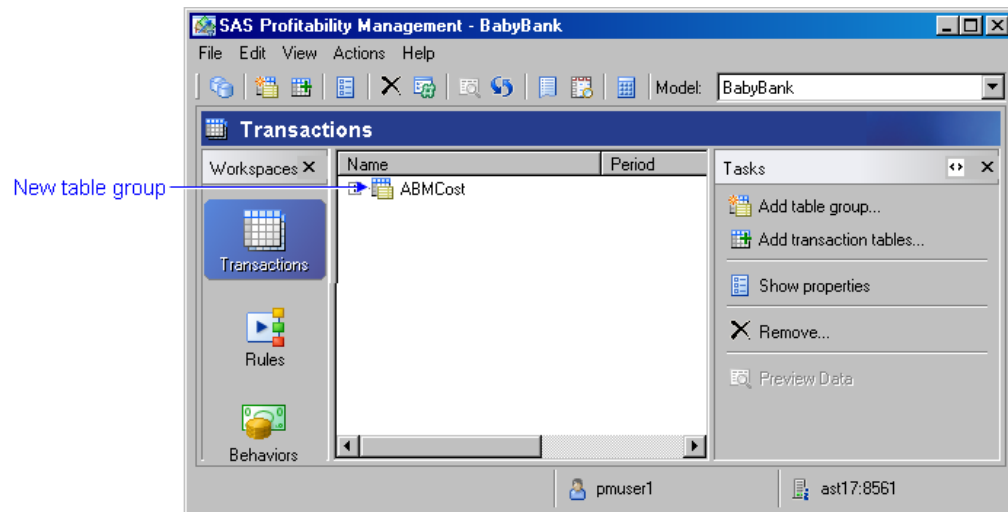 SAS Profitability Management - BabyBank
File Edit View Actions Help
Model: BabyBank
Transactions
Workspaces
Name Period
Tasks
New table group
ABMCost
Add table group...
Add transaction tables...
Transactions
Show properties
Remove...
Rules
Preview Data
Behaviors
pmuser1 ast17:8561